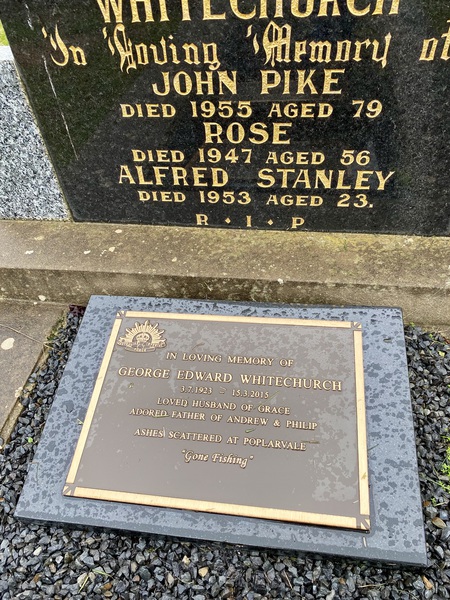 WHITECHURCH
In Loving Memory of
JOHN PIKE
DIED 1955 AGED 79
ROSE
DIED 1947 AGED 56
ALFRED STANLEY
DIED 1953 AGED 23.
R · I · P
IN LOVING MEMORY OF
GEORGE EDWARD WHITECHURCH
3.7.1923 - 15.3.2015
LOVED HUSBAND OF GRACE
ADORED FATHER OF ANDREW & PHILIP
ASHES SCATTERED AT POPLARVALE
"Gone Fishing"